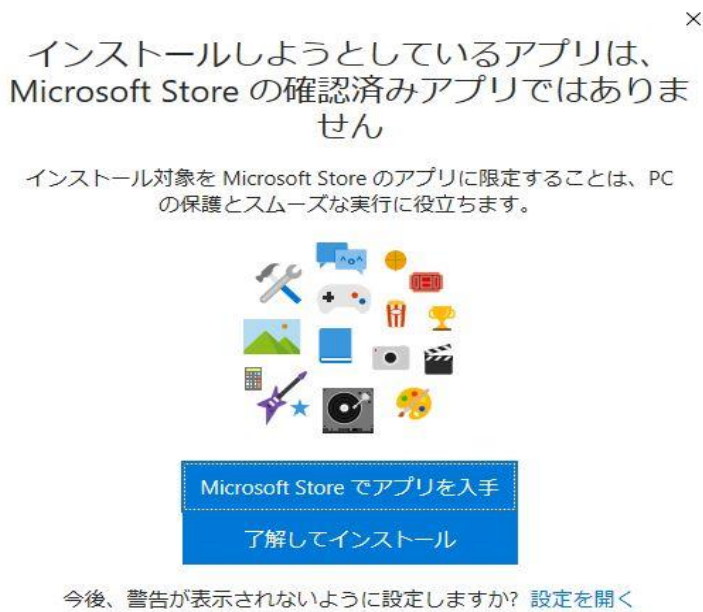 インストールしようとしているアプリは、
Microsoft Store の確認済みアプリではありま
せん
インストール対象を Microsoft Store のアプリに限定することは、PC
の保護とスムーズな実行に役立ちます。
Microsoft Store でアプリを入手
了解してインストール
今後、警告が表示されないように設定しますか? 設定を開く